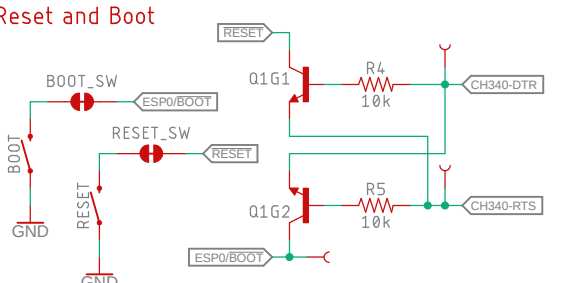 Reset and Boot
RESET
Q1G1
R4
10k
CH340-DTR
BOOT_SW
ESP0/BOOT
BOOT
RESET_SW
RESET
RESET
GND
GND
Q1G2
R5
10k
CH340-RTS
ESP0/BOOT